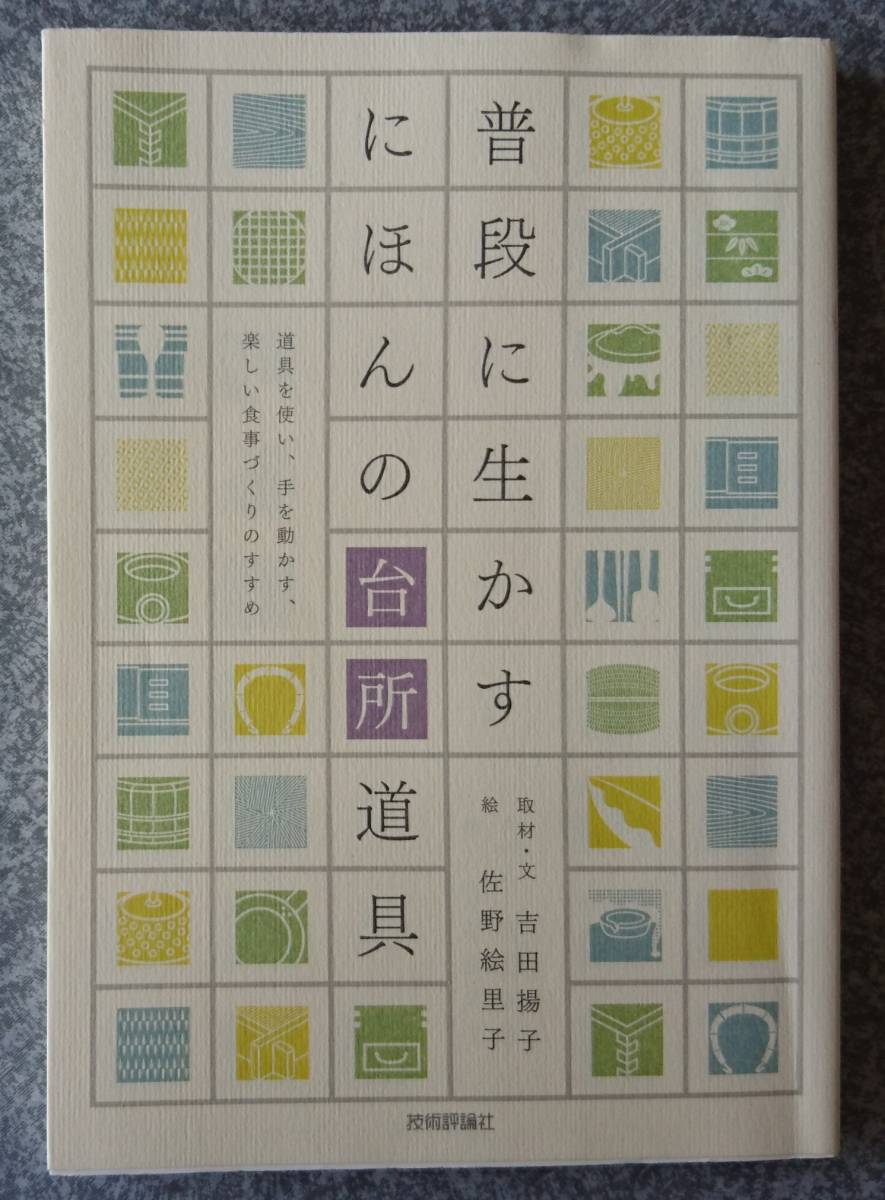 普段に生かす
にほんの台所道具
道具を使い、手を動かす、
楽しい食事づくりのすすめ
取材・文 吉田揚子
絵 佐野絵里子
技術評論社